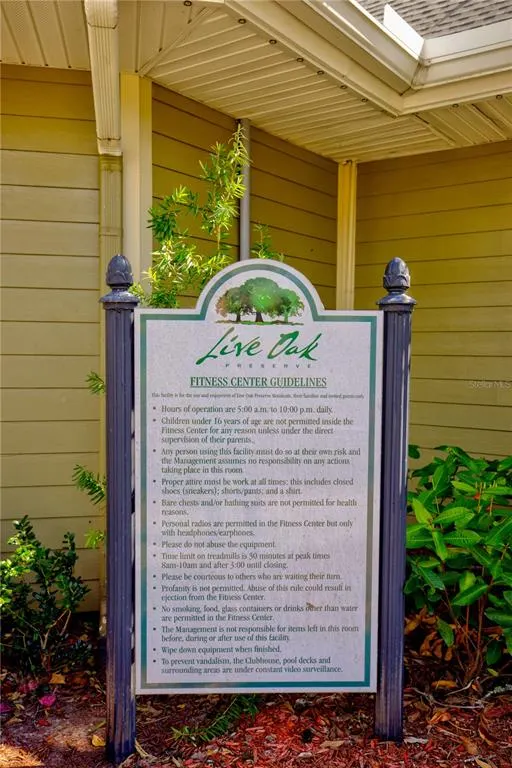 Live Oak
PRESERVE
FITNESS CENTER GUIDELINES
This facility is for the use and enjoyment of Live Oak Preserve Residents, their families and invited guests only.
• Hours of operation are 5:00 a.m. to 10:00 p.m. daily.
• Children under 16 years of age are not permitted inside the
Fitness Center for any reason unless under the direct
supervision of their parents.
• Any person using this facility must do so at their own risk and
the Management assumes no responsibility on any actions
taking place in this room.
• Proper attire must be work at all times; this includes closed
shoes (sneakers); shorts/pants; and a shirt.
• Bare chests and/or bathing suits are not permitted for health
reasons.
• Personal radios are permitted in the Fitness Center but only
with headphones/earphones.
• Please do not abuse the equipment.
• Time limit on treadmills is 30 minutes at peak times
8am-10am and after 3:00 until closing.
• Please be courteous to others who are waiting their turn.
• Profanity is not permitted. Abuse of this rule could result in
ejection from the Fitness Center.
• No smoking, food, glass containers or drinks other than water
are permitted in the Fitness Center.
• The Management is not responsible for items left in this room
before, during or after use of this facility.
• Wipe down equipment when finished.
• To prevent vandalism, the Clubhouse, pool decks and
surrounding areas are under constant video surveillance.
Stellar MLS